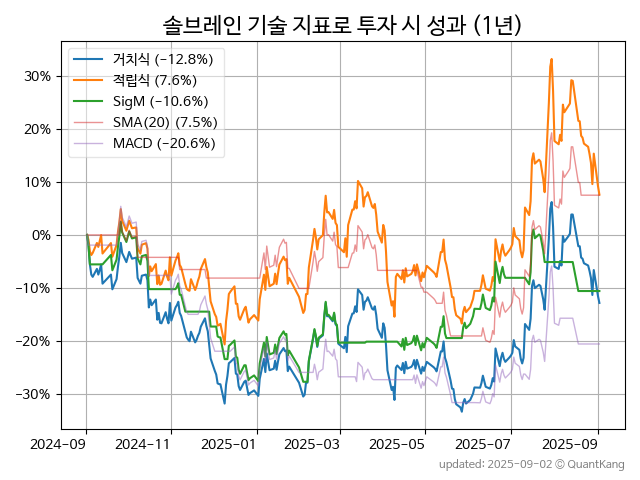 솔브레인 기술 지표로 투자 시 성과 (1년)
거치식 (−12.8%)
적립식 (7.6%)
SigM (−10.6%)
SMA(20) (7.5%)
MACD (−20.6%)
30%
20%
10%
0%
−10%
−20%
−30%
2024-09 2024-11 2025-01 2025-03 2025-05 2025-07 2025-09
updated: 2025-09-02 © QuantKang